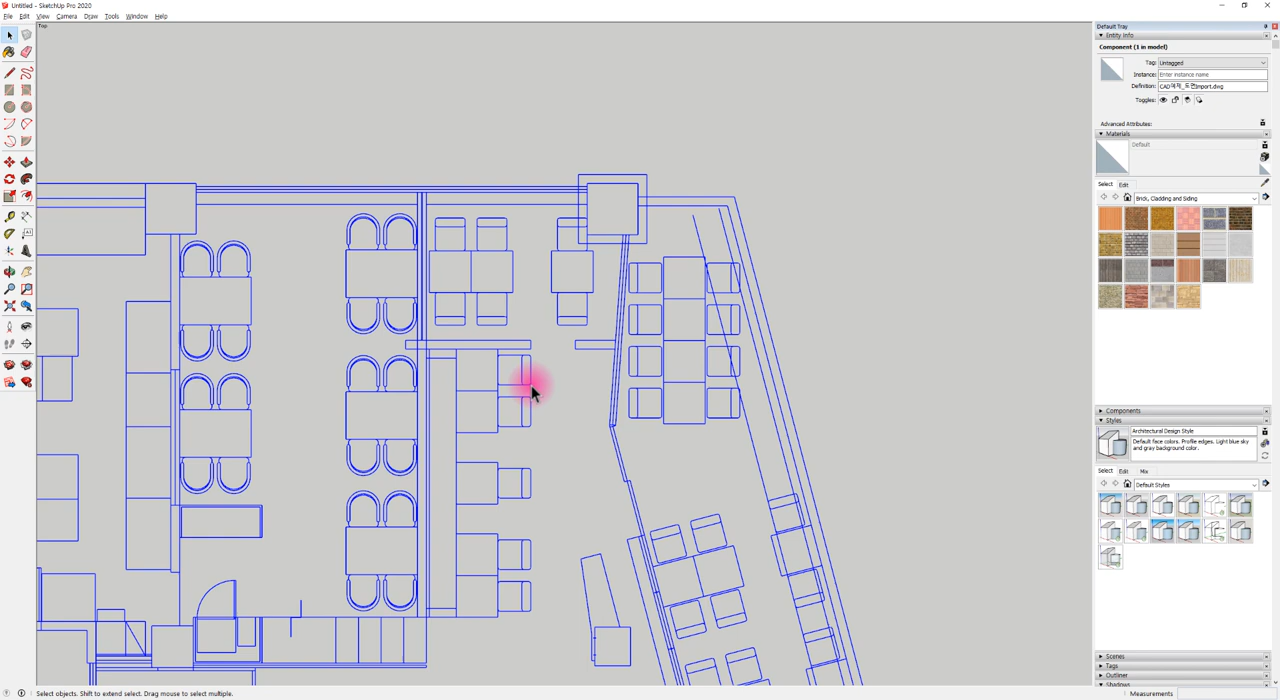 Untitled - SketchUp Pro 2020
File Edit View Camera Draw Tools Window Help
Top
Default Tray
Entity Info
Component (1 in model)
Tag: Untagged
Instance: Enter instance name
Definition: Import.dwg
Toggles:
Advanced Attributes:
Materials
Default
Select Edit
Brick, Cladding and Siding
Components
Styles
Architectural Design Style
Default face colors. Profile edges. Light blue sky
and gray background color.
Select Edit Mix
Default Styles
Scenes
Tags
Outliner
Shadows
Select objects. Shift to extend select. Drag mouse to select multiple.
Measurements